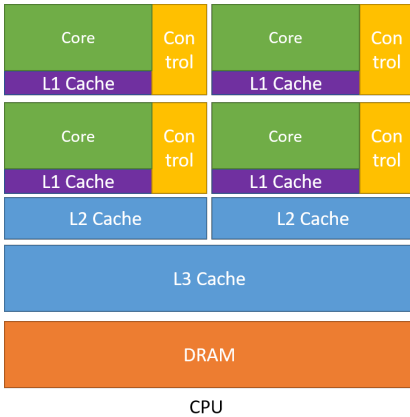 Core
Con
trol
L1 Cache
Core
Con
trol
L1 Cache
Core
Con
trol
L1 Cache
Core
Con
trol
L1 Cache
L2 Cache
L2 Cache
L3 Cache
DRAM
CPU